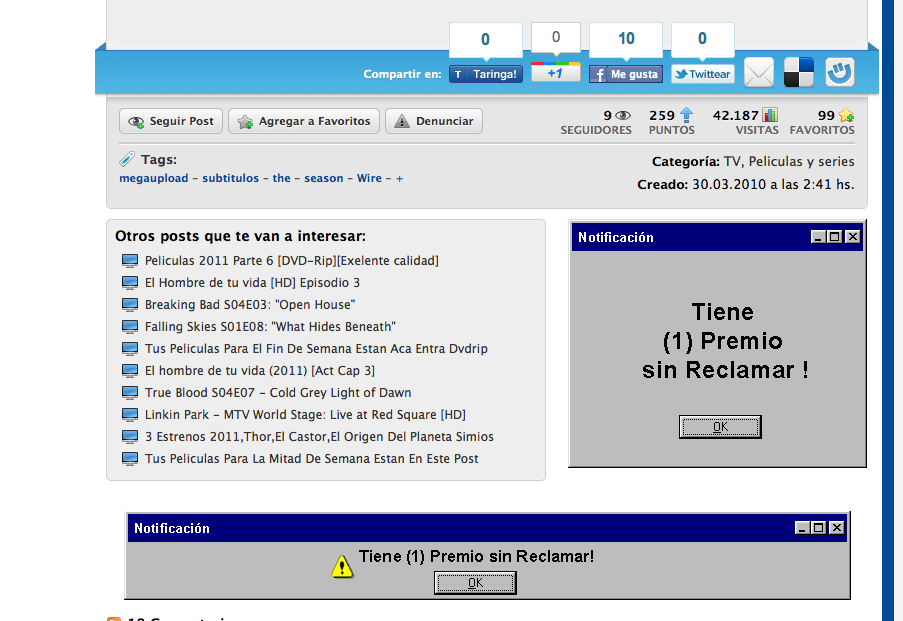 0
0
10
0
Compartir en:
T Taringa!
+1
f Me gusta
Twittear
Seguir Post
Agregar a Favoritos
Denunciar
9
SEGUIDORES
259
PUNTOS
42.187
VISITAS
99
FAVORITOS
Tags:
megaupload - subtitulos - the - season - Wire - +
Categoría: TV, Peliculas y series
Creado: 30.03.2010 a las 2:41 hs.
Otros posts que te van a interesar:
Peliculas 2011 Parte 6 [DVD-Rip][Exelente calidad]
El Hombre de tu vida [HD] Episodio 3
Breaking Bad S04E03: "Open House"
Falling Skies S01E08: "What Hides Beneath"
Tus Peliculas Para El Fin De Semana Estan Aca Entra Dvdrip
El hombre de tu vida (2011) [Act Cap 3]
True Blood S04E07 - Cold Grey Light of Dawn
Linkin Park - MTV World Stage: Live at Red Square [HD]
3 Estrenos 2011,Thor,El Castor,El Origen Del Planeta Simios
Tus Peliculas Para La Mitad De Semana Estan En Este Post
Notificación
Tiene
(1) Premio
sin Reclamar !
OK
Notificación
Tiene (1) Premio sin Reclamar!
OK